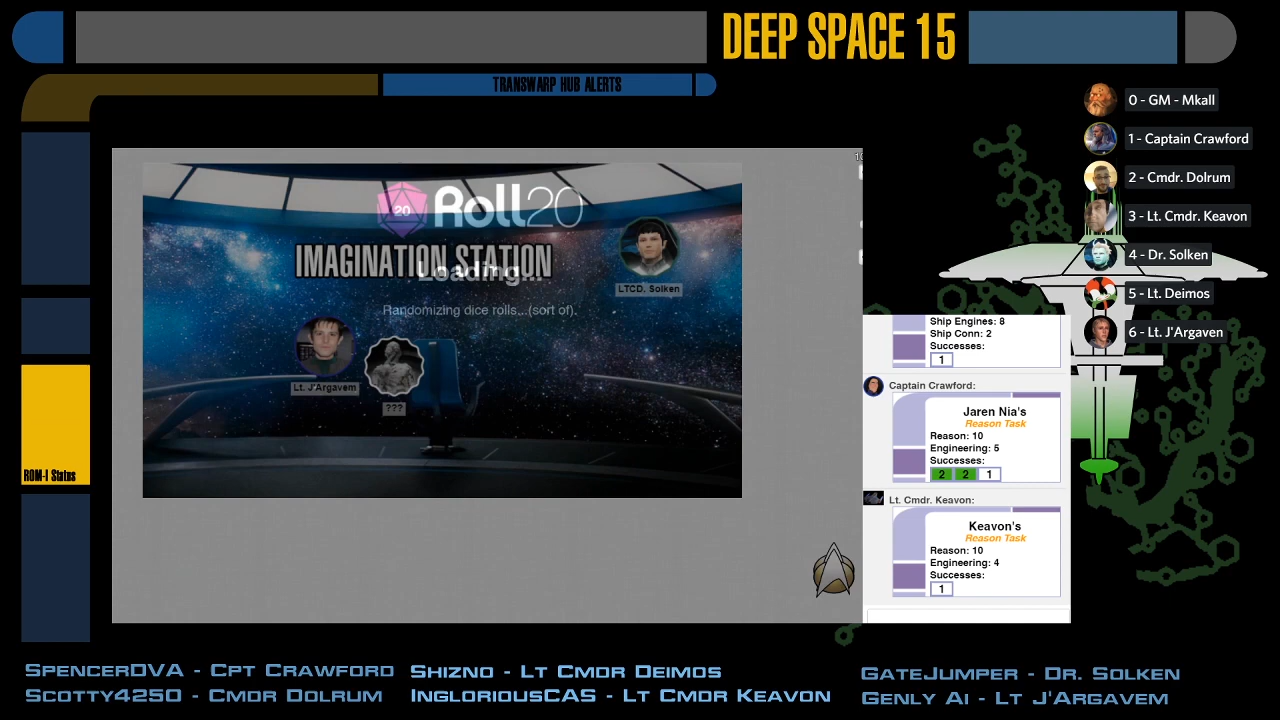 DEEP SPACE 15
TRANSWARP HUB ALERTS
0 - GM - Mkall
1 - Captain Crawford
2 - Cmdr. Dolrum
3 - Lt. Cmdr. Keavon
4 - Dr. Solken
5 - Lt. Deimos
6 - Lt. J'Argaven
20
Roll20
IMAGINATION STATION
Loading...
Randomizing dice rolls...(sort of).
LTCD. Solken
Lt. J'Argavem
???
ROM-I Status
Ship Engines: 8
Ship Conn: 2
Successes:
1
Captain Crawford:
Jaren Nia's
Reason Task
Reason: 10
Engineering: 5
Successes:
2 2 1
Lt. Cmdr. Keavon:
Keavon's
Reason Task
Reason: 10
Engineering: 4
Successes:
1
SpencerDVA - Cpt Crawford
Scotty4250 - Cmdr Dolrum
Shizno - Lt Cmdr Deimos
IngloriousCAS - Lt Cmdr Keavon
GateJumper - Dr. Solken
Genly Ai - Lt J'Argavem